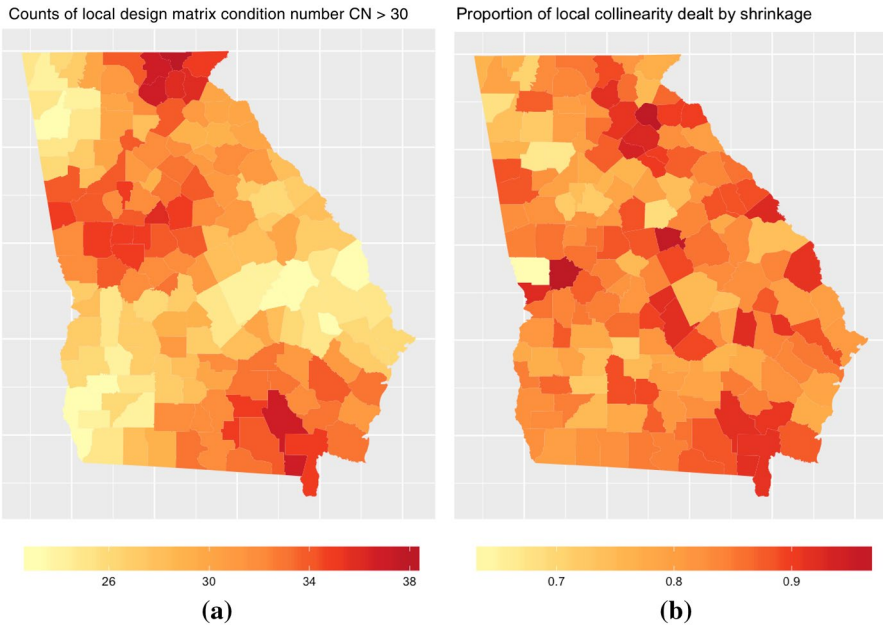 Counts of local design matrix condition number CN > 30
Proportion of local collinearity dealt by shrinkage
26 30 34 38
0.7 0.8 0.9
(a)
(b)